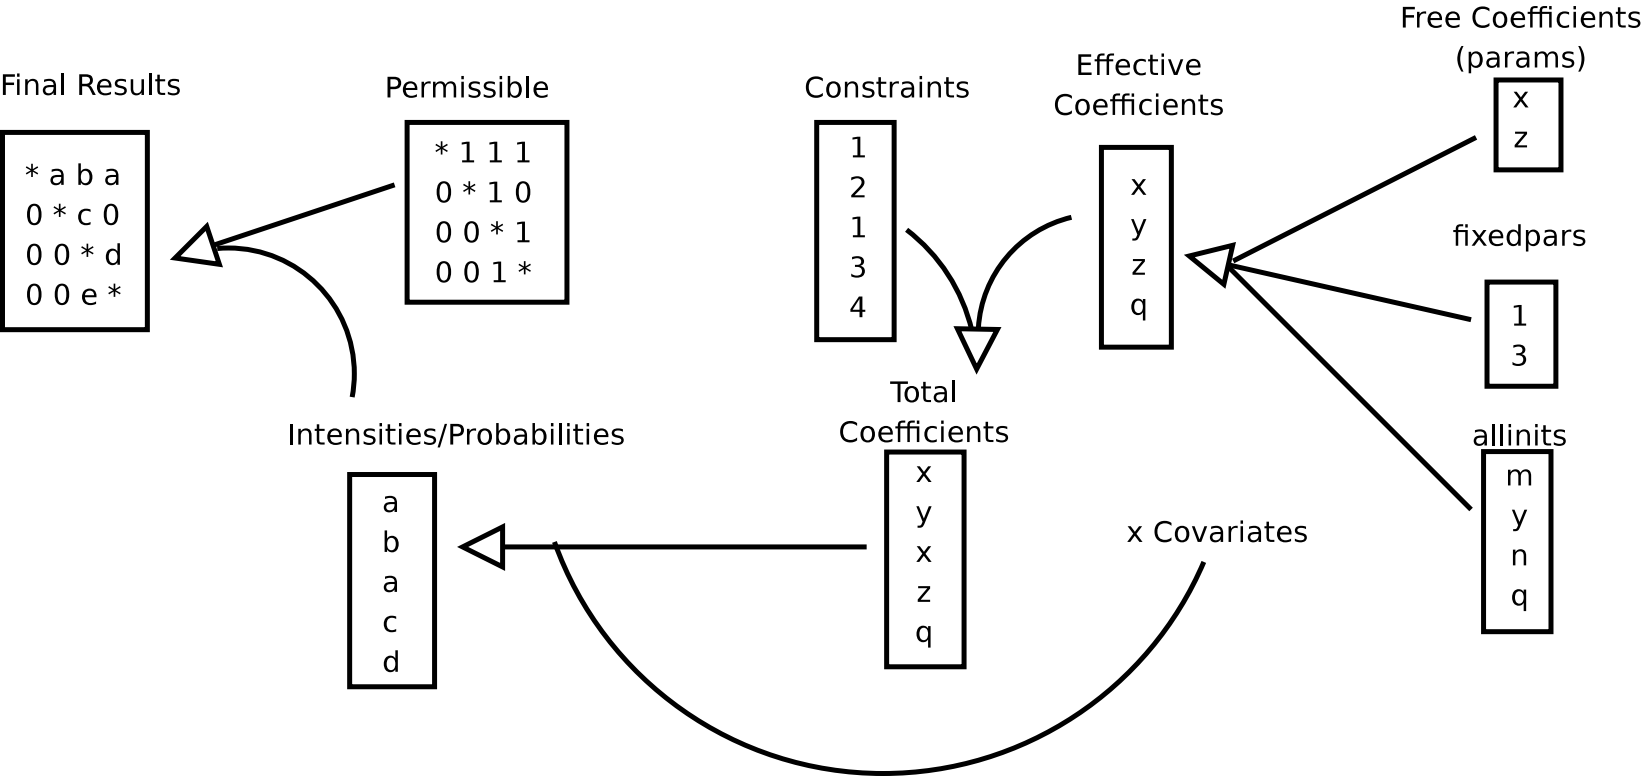 Final Results
* a b a
0 * c 0
0 0 * d
0 0 e *
Permissible
* 1 1 1
0 * 1 0
0 0 * 1
0 0 1 *
Intensities/Probabilities
a
b
a
c
d
Constraints
1
2
1
3
4
Effective
Coefficients
x
y
z
q
Total
Coefficients
x
y
x
z
q
x Covariates
Free Coefficients
(params)
x
z
fixedpars
1
3
allinits
m
y
n
q